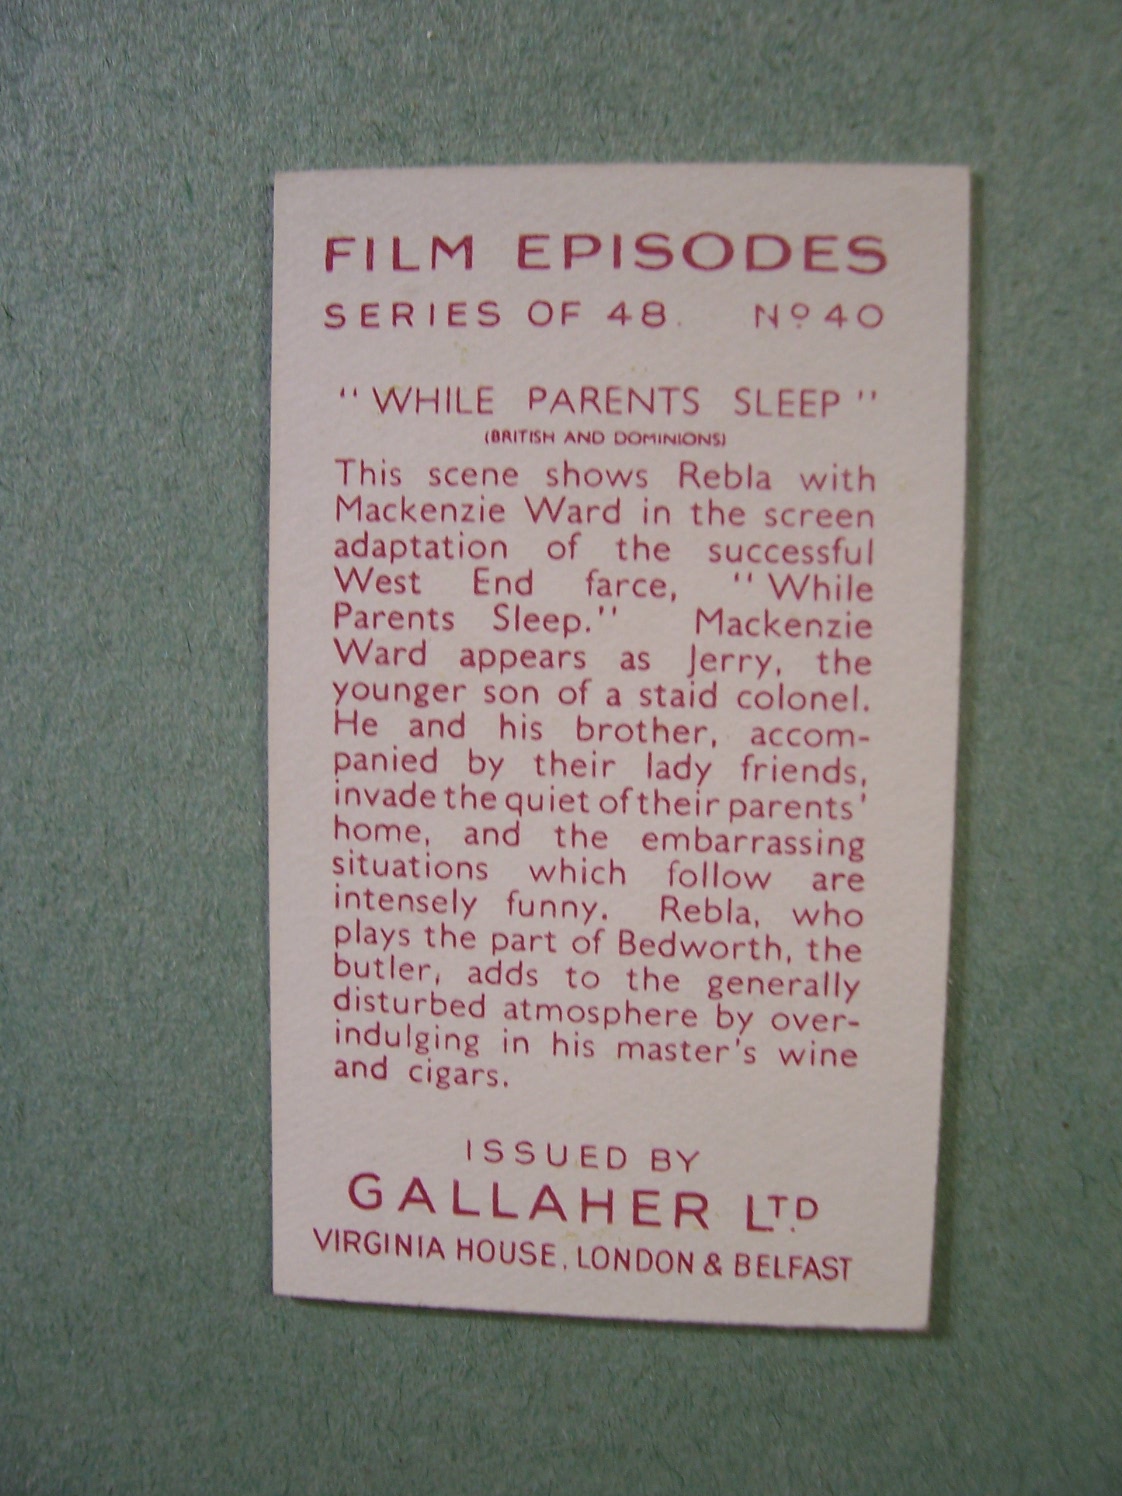 FILM EPISODES
SERIES OF 48. Nº 40
"WHILE PARENTS SLEEP"
(BRITISH AND DOMINIONS)
This scene shows Rebla with
Mackenzie Ward in the screen
adaptation of the successful
West End farce, "While
Parents Sleep." Mackenzie
Ward appears as Jerry, the
younger son of a staid colonel.
He and his brother, accom-
panied by their lady friends,
invade the quiet of their parents'
home, and the embarrassing
situations which follow are
intensely funny. Rebla, who
plays the part of Bedworth, the
butler, adds to the generally
disturbed atmosphere by over-
indulging in his master's wine
and cigars.
ISSUED BY
GALLAHER LTD.
VIRGINIA HOUSE, LONDON & BELFAST